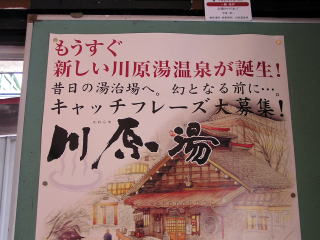 もうすぐ
新しい川原湯温泉が誕生!
昔日の湯治場へ。幻となる前に…。
キャッチフレーズ大募集!
川原湯